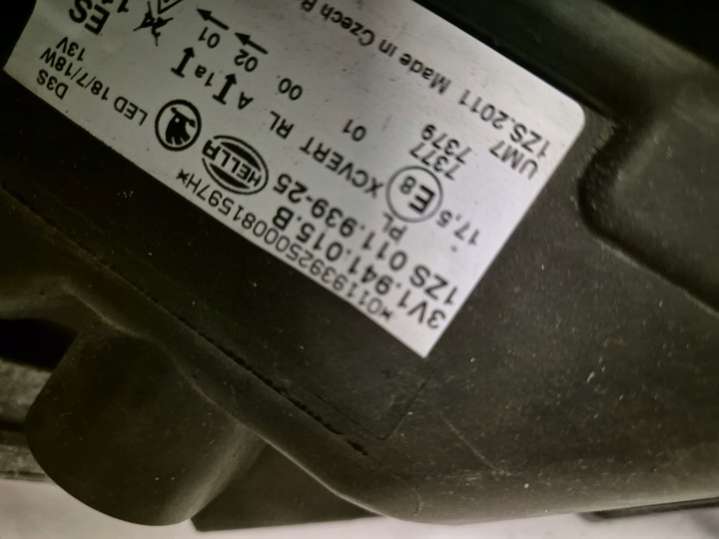 3V1.941.015.B
1ZS 011.939-25
*01193925000081597H*
17,5 PL
E8
HELLA
7377 01
7379
XCVERT RL
LED 18/7/18W
13V
D3S
UM7
00 A 1a
02 01
1ZS.2011 Made in Czech
ES